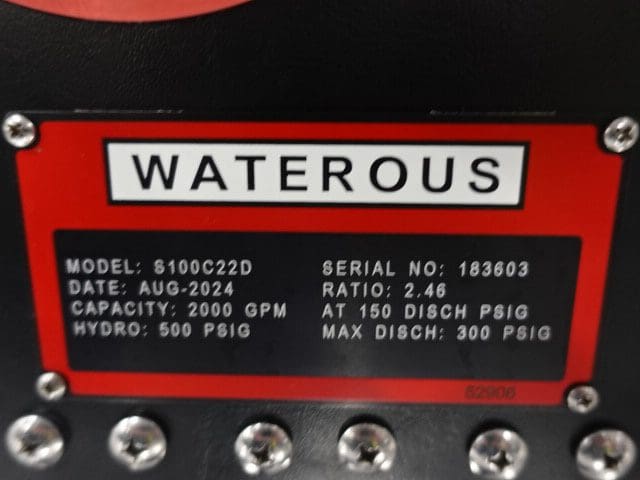 WATEROUS
MODEL: S100C22D
DATE: AUG-2024
CAPACITY: 2000 GPM
HYDRO: 500 PSIG
SERIAL NO: 183603
RATIO: 2.46
AT 150 DISCH PSIG
MAX DISCH: 300 PSIG
52906